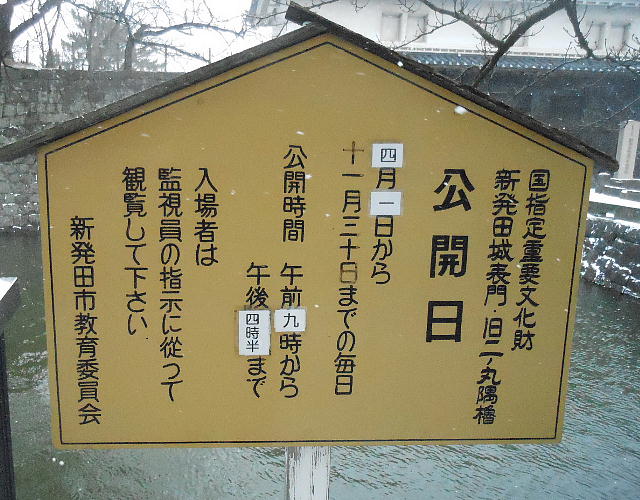 国指定重要文化財
新発田城表門・旧二ノ丸隅櫓
公開日
四月一日から
十一月三十日までの毎日
公開時間 午前九時から
午後四時半まで
入場者は
監視員の指示に従って
観覧して下さい
新発田市教育委員会